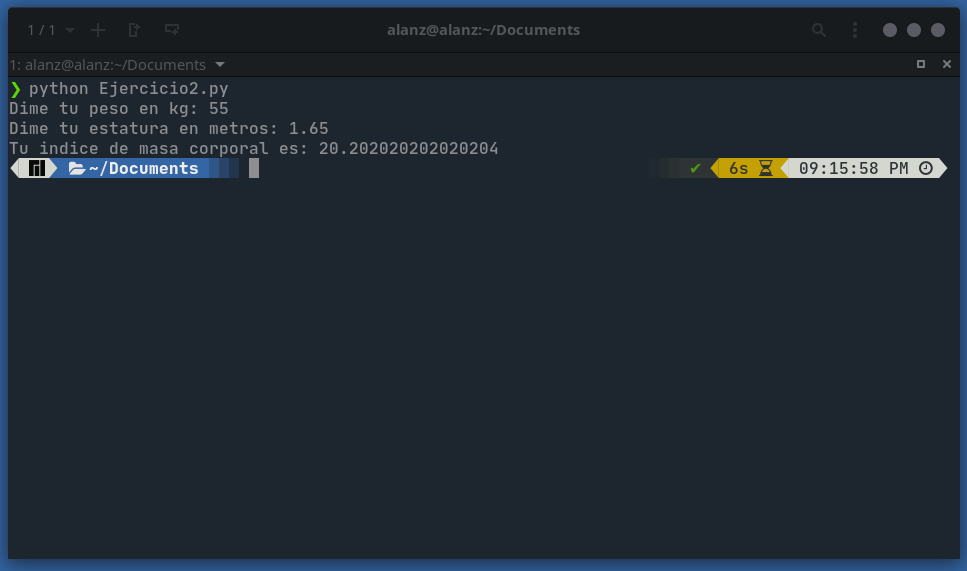 1 / 1
alanz@alanz:~/Documents
1: alanz@alanz:~/Documents
❯ python Ejercicio2.py
Dime tu peso en kg: 55
Dime tu estatura en metros: 1.65
Tu indice de masa corporal es: 20.202020202020204
~/Documents ✔ 6s 09:15:58 PM